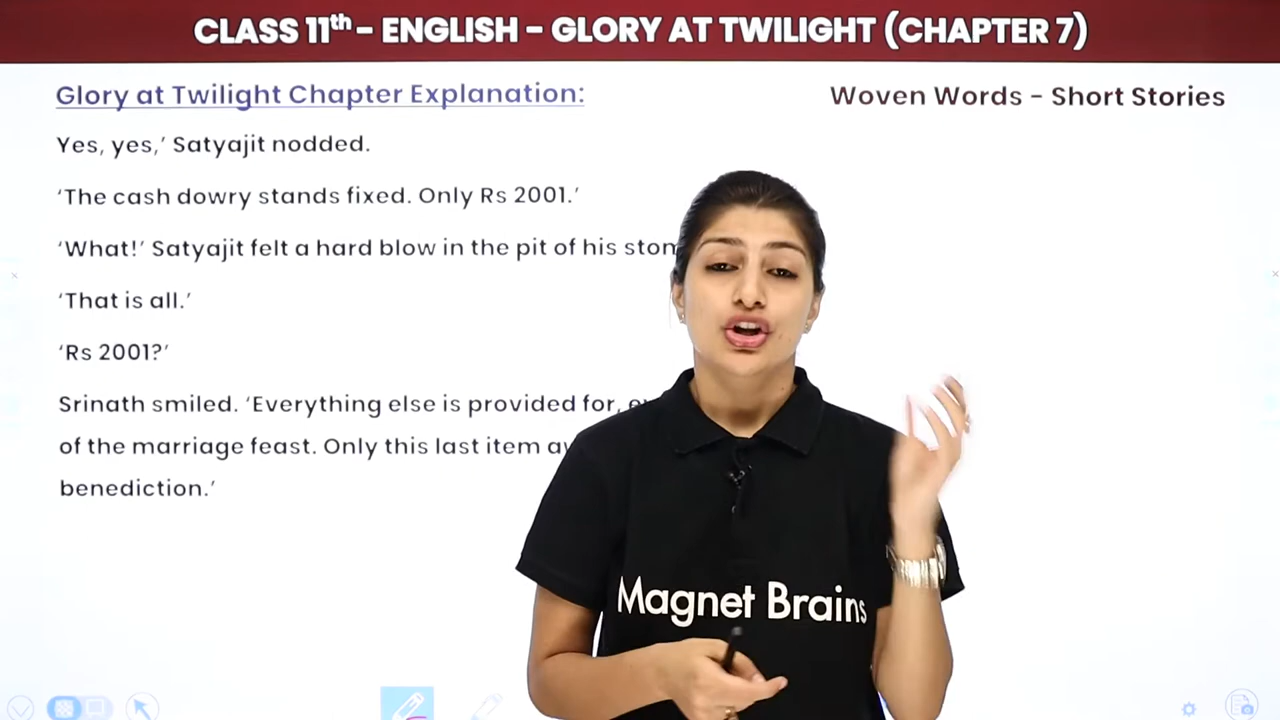 CLASS 11th - ENGLISH - GLORY AT TWILIGHT (CHAPTER 7)
Glory at Twilight Chapter Explanation:
Woven Words - Short Stories
Yes, yes,’ Satyajit nodded.
‘The cash dowry stands fixed. Only Rs 2001.’
‘What!’ Satyajit felt a hard blow in the pit of his
‘That is all.’
‘Rs 2001?’
Srinath smiled. ‘Everything else is provided for,
of the marriage feast. Only this last item
benediction.’
Magnet Brains